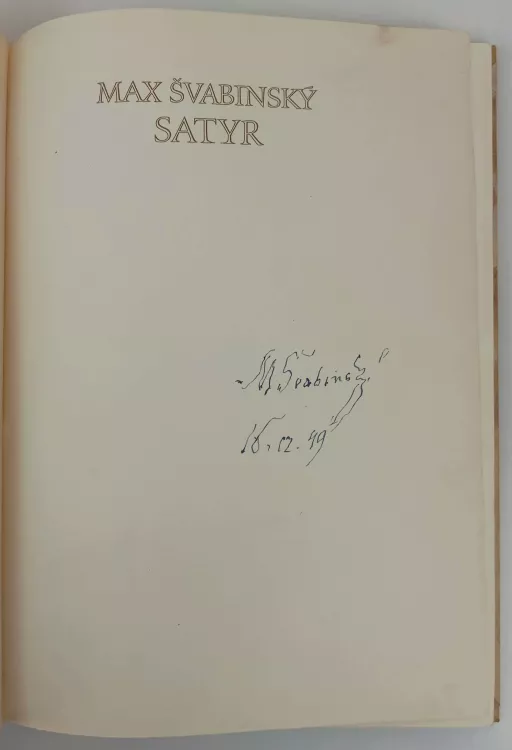 MAX ŠVABINSKÝ
SATYR
M Švabinský
16. 12. 49